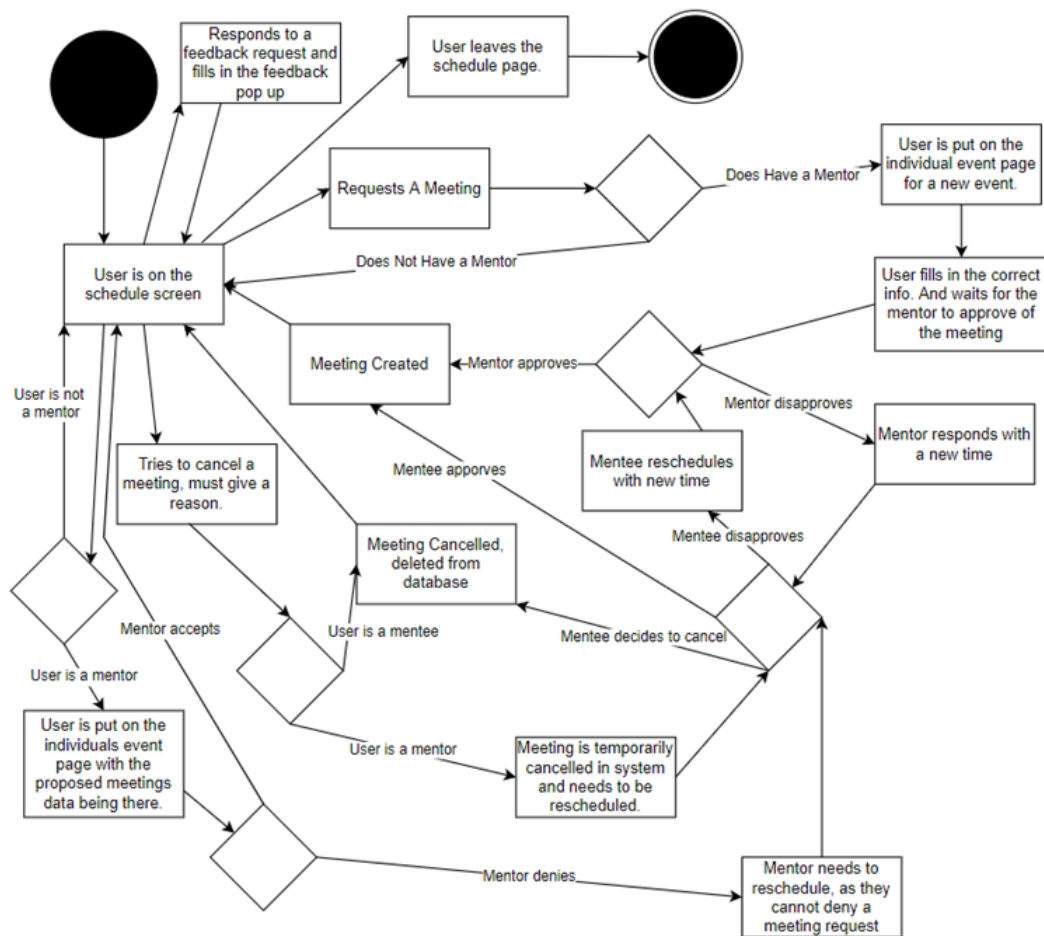 Responds to a
feedback request and
fills in the feedback
pop up
User leaves the
schedule page.
User is put on the
individual event page
for a new event.
Requests A Meeting
Does Have a Mentor
Does Not Have a Mentor
User is on the
schedule screen
User fills in the correct
info. And waits for the
mentor to approve of
the meeting
Meeting Created
Mentor approves
Mentor disapproves
User is not
a mentor
Mentor responds with
a new time
Mentee reschedules
with new time
Tries to cancel a
meeting, must give a
reason.
Mentee apporves
Mentee disapproves
Meeting Cancelled,
deleted from
database
Mentor accepts
User is a mentee
Mentee decides to cancel
User is a mentor
User is put on the
individuals event
page with the
proposed meetings
data being there.
User is a mentor
Meeting is temporarily
cancelled in system
and needs to be
rescheduled.
Mentor denies
Mentor needs to
reschedule, as they
cannot deny a
meeting request